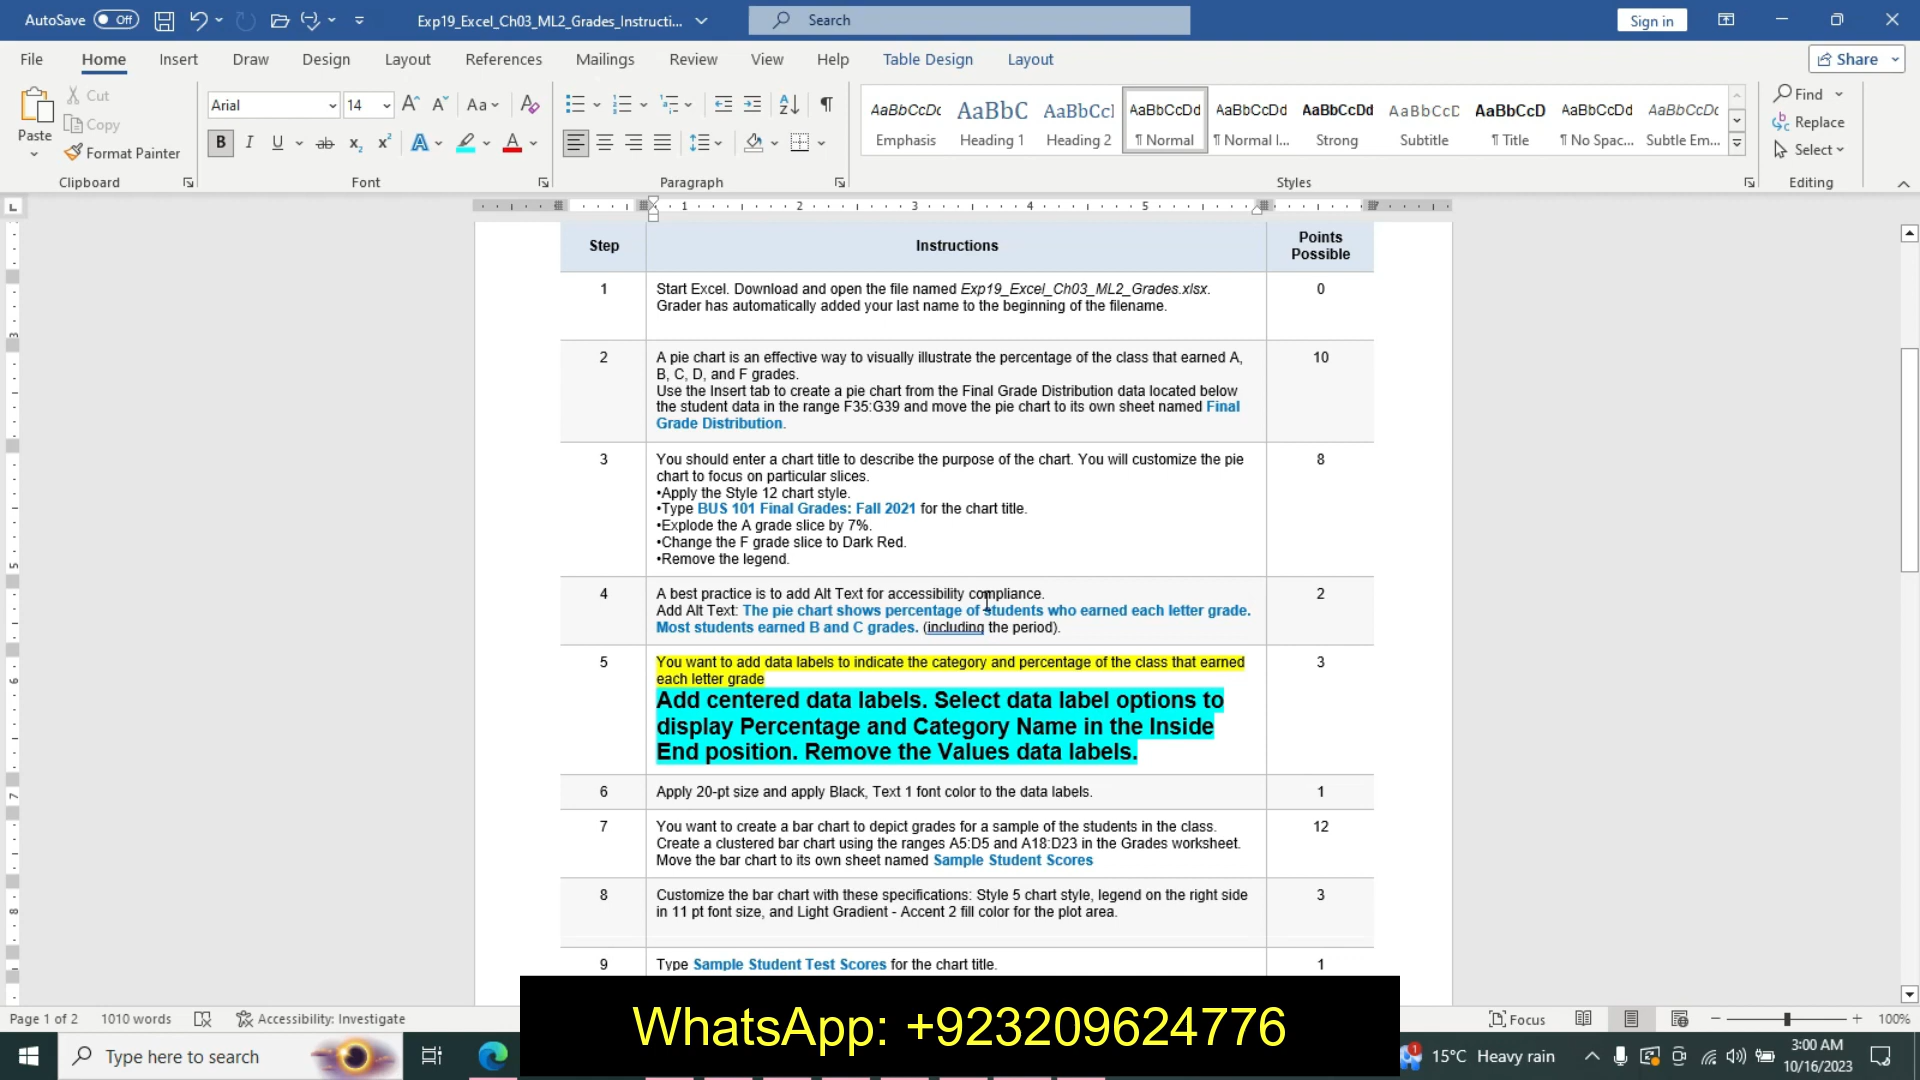 AutoSave Off Exp19_Excel_Ch03_ML2_Grades_Instructi... Search Sign in
File Home Insert Draw Design Layout References Mailings Review View Help Table Design Layout Share
Paste Cut Copy Format Painter Clipboard
Arial 14 Aa Font
Paragraph
AaBbCcDc AaBbC AaBbCcI AaBbCcDd AaBbCcDd AaBbCcDd AaBbCcD AaBbCcD AaBbCcDd AaBbCcDc
Emphasis Heading 1 Heading 2 ¶ Normal ¶ Normal I... Strong Subtitle ¶ Title ¶ No Spac... Subtle Em...
Styles
Find Replace Select Editing
1 2 3 4 5
Step Instructions Points Possible
1 Start Excel. Download and open the file named Exp19_Excel_Ch03_ML2_Grades.xlsx. 0
Grader has automatically added your last name to the beginning of the filename.
2 A pie chart is an effective way to visually illustrate the percentage of the class that earned A, 10
B, C, D, and F grades.
Use the Insert tab to create a pie chart from the Final Grade Distribution data located below
the student data in the range F35:G39 and move the pie chart to its own sheet named Final
Grade Distribution.
3 You should enter a chart title to describe the purpose of the chart. You will customize the pie 8
chart to focus on particular slices.
•Apply the Style 12 chart style.
•Type BUS 101 Final Grades: Fall 2021 for the chart title.
•Explode the A grade slice by 7%.
•Change the F grade slice to Dark Red.
•Remove the legend.
4 A best practice is to add Alt Text for accessibility compliance. 2
Add Alt Text: The pie chart shows percentage of students who earned each letter grade.
Most students earned B and C grades. (including the period).
5 You want to add data labels to indicate the category and percentage of the class that earned 3
each letter grade
Add centered data labels. Select data label options to
display Percentage and Category Name in the Inside
End position. Remove the Values data labels.
6 Apply 20-pt size and apply Black, Text 1 font color to the data labels. 1
7 You want to create a bar chart to depict grades for a sample of the students in the class. 12
Create a clustered bar chart using the ranges A5:D5 and A18:D23 in the Grades worksheet.
Move the bar chart to its own sheet named Sample Student Scores
8 Customize the bar chart with these specifications: Style 5 chart style, legend on the right side 3
in 11 pt font size, and Light Gradient - Accent 2 fill color for the plot area.
9 Type Sample Student Test Scores for the chart title. 1
WhatsApp: +923209624776
Page 1 of 2 1010 words Accessibility: Investigate Focus 100%
Type here to search 15°C Heavy rain 3:00 AM
10/16/2023